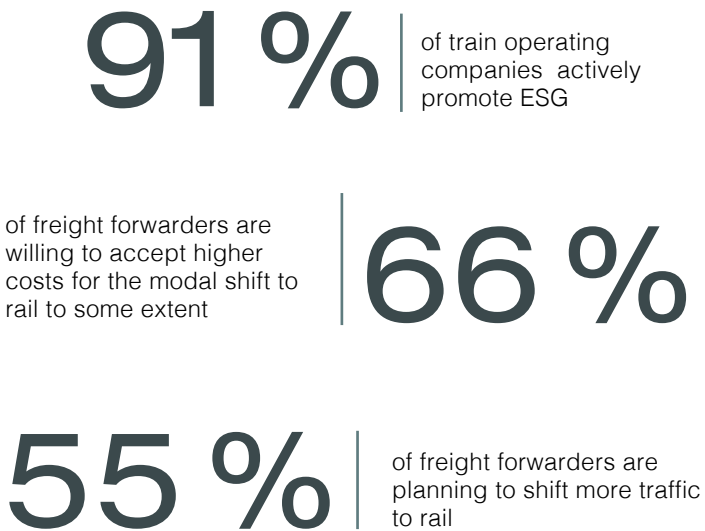 91 %
of train operating
companies  actively
promote ESG
of freight forwarders are
willing to accept higher
costs for the modal shift to
rail to some extent
66 %
55 %
of freight forwarders are
planning to shift more traffic
to rail